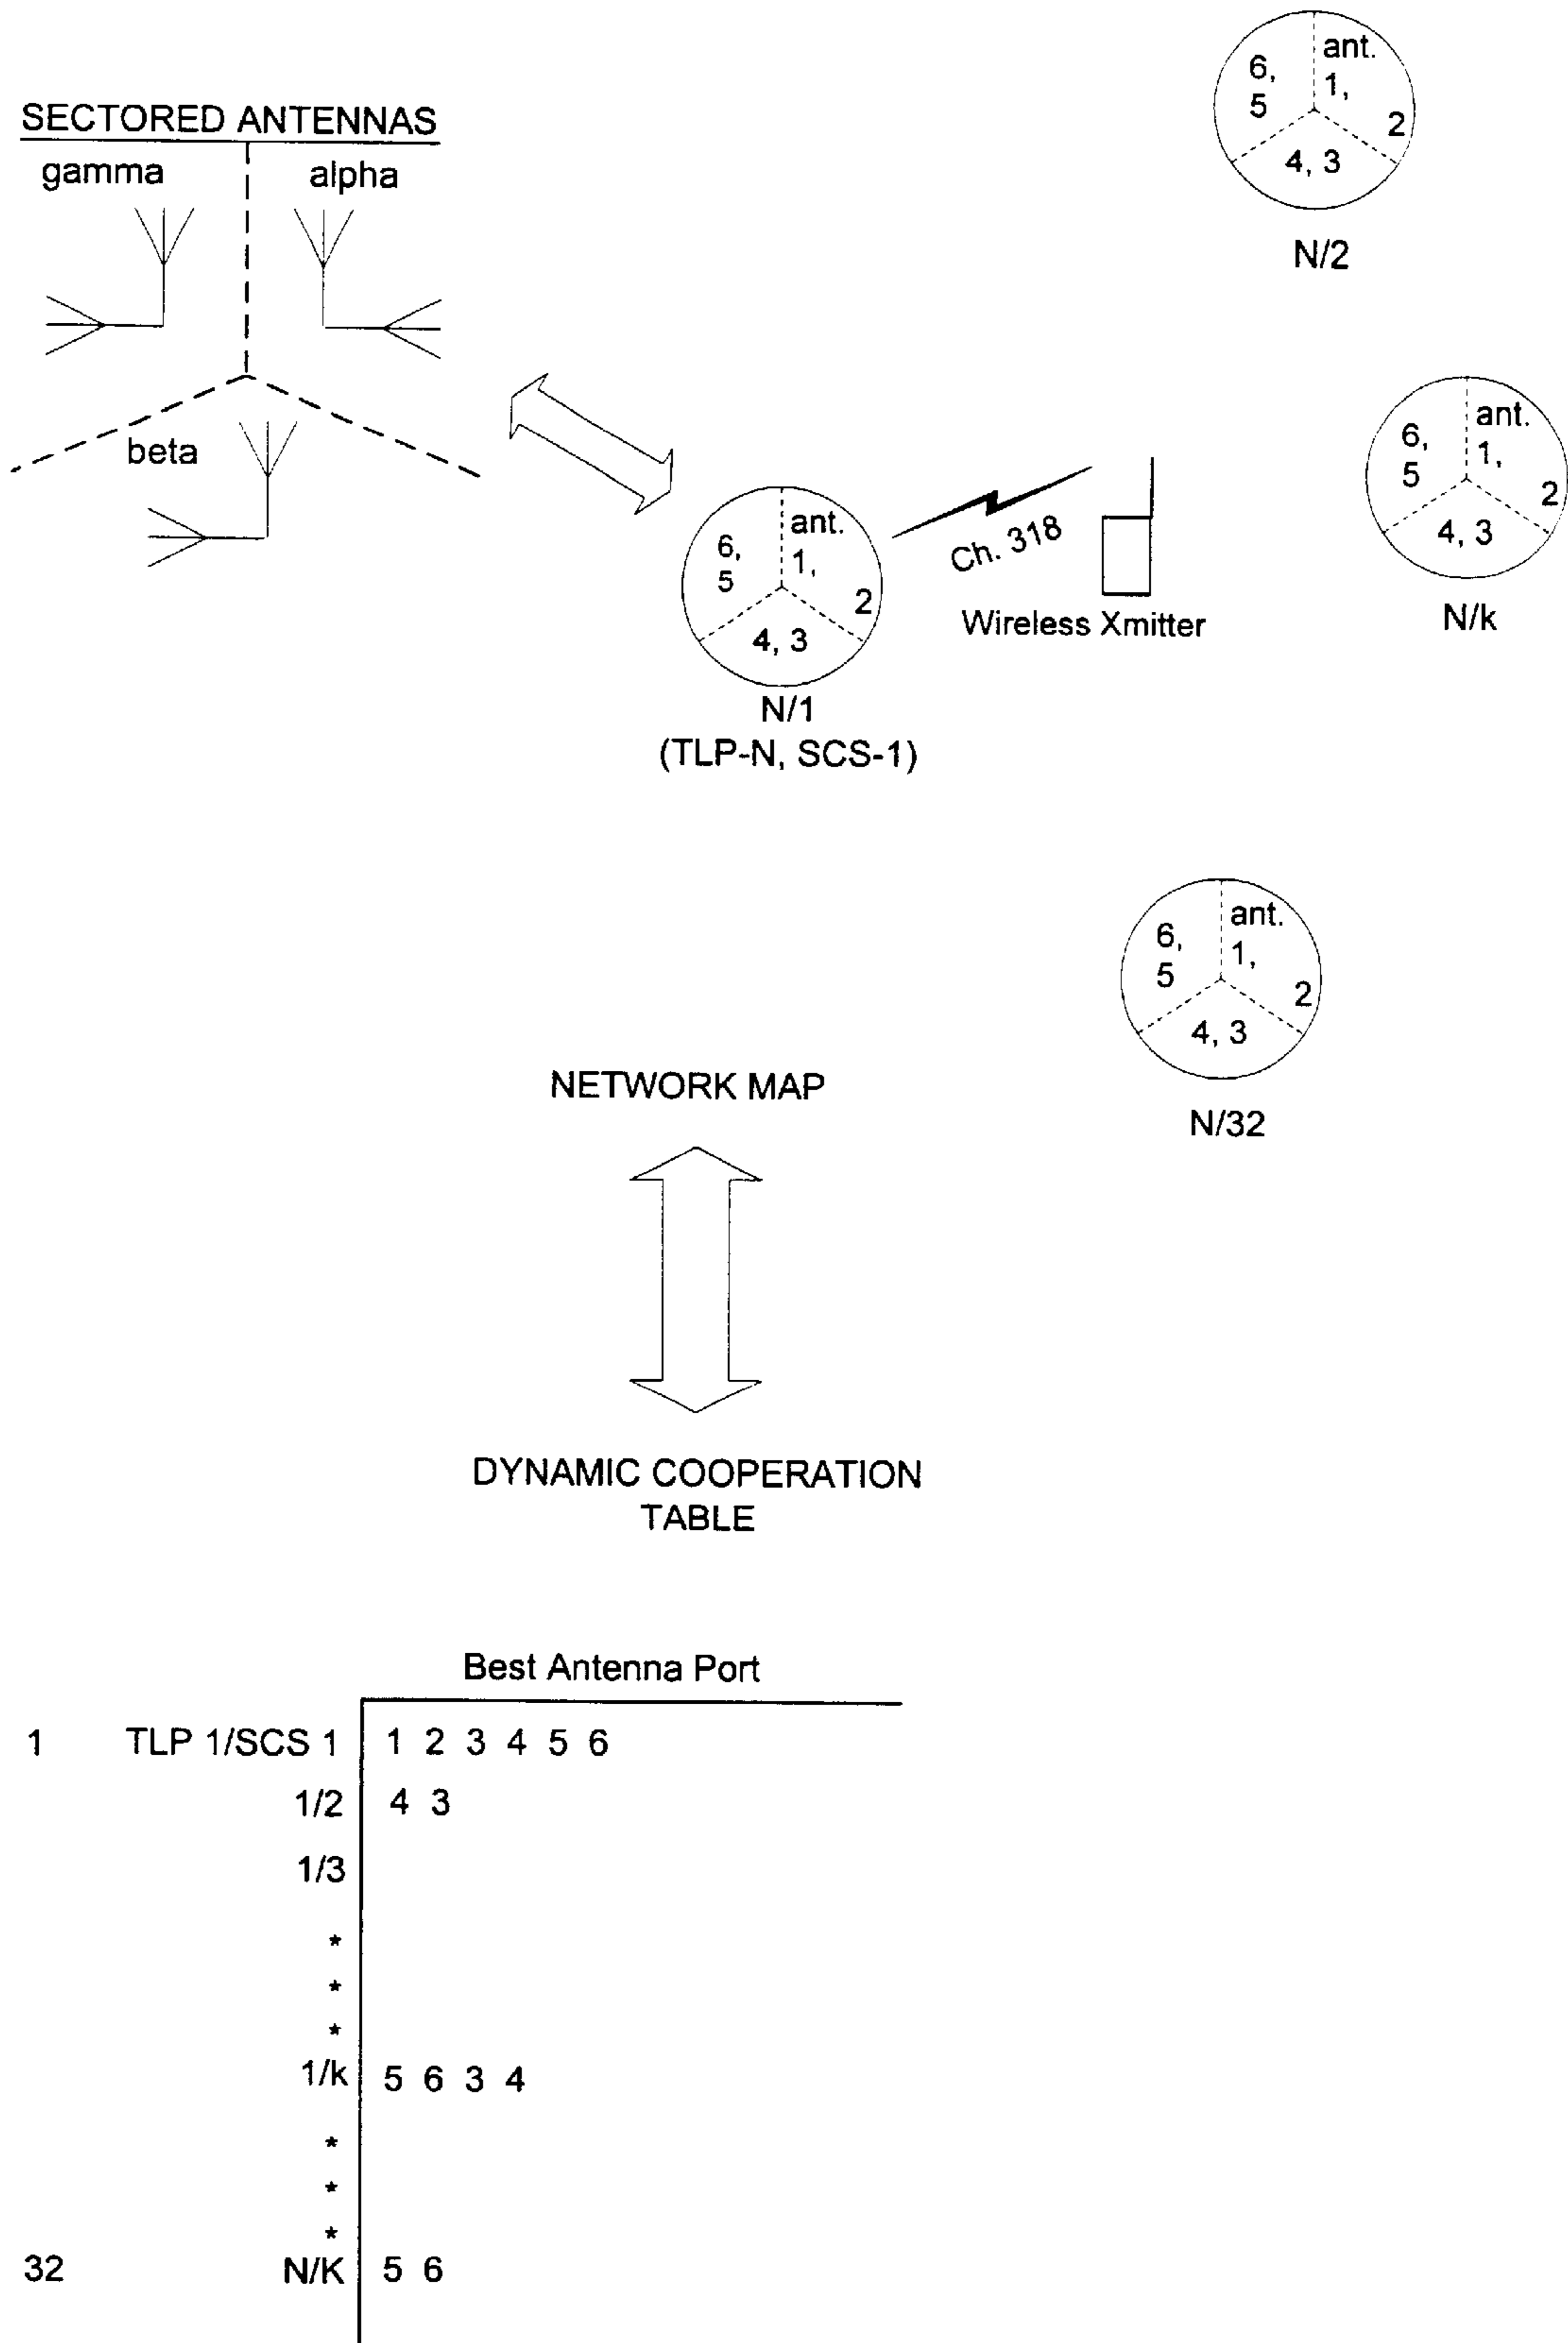 SECTORED ANTENNAS
gamma
alpha
beta
6,
5
ant.
1,
2
4, 3
N/2
6,
5
ant.
1,
2
4, 3
N/k
6,
5
ant.
1,
2
4, 3
N/1
(TLP-N, SCS-1)
Ch. 318
Wireless Xmitter
6,
5
ant.
1,
2
4, 3
N/32
NETWORK MAP
DYNAMIC COOPERATION
TABLE
Best Antenna Port
1 TLP 1/SCS 1 1 2 3 4 5 6
1/2 4 3
1/3
*
*
*
1/k 5 6 3 4
*
*
*
32 N/K 5 6